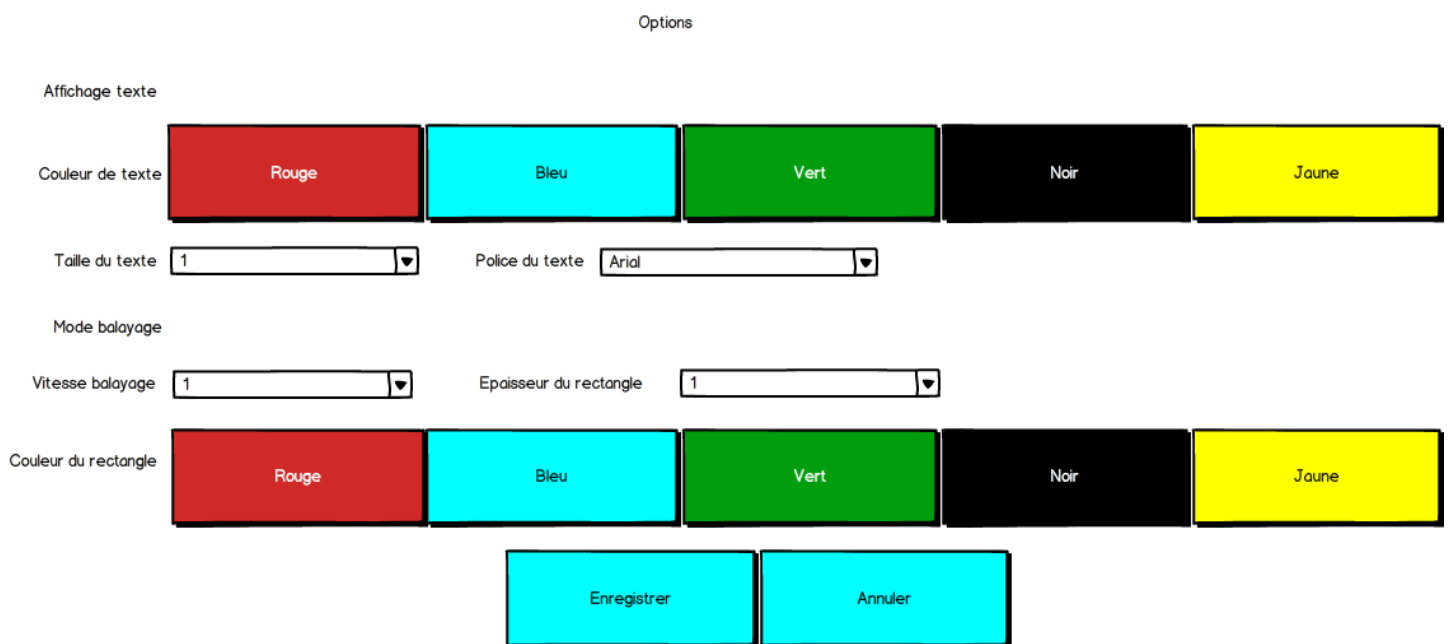 Options
Affichage texte
Couleur de texte Rouge Bleu Vert Noir Jaune
Taille du texte 1 Police du texte Arial
Mode balayage
Vitesse balayage 1 Epaisseur du rectangle 1
Couleur du rectangle Rouge Bleu Vert Noir Jaune
Enregistrer Annuler